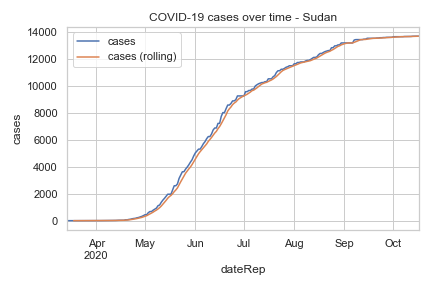 COVID-19 cases over time - Sudan
cases
cases (rolling)
14000
12000
10000
8000
6000
4000
2000
0
cases
Apr May Jun Jul Aug Sep Oct
2020
dateRep